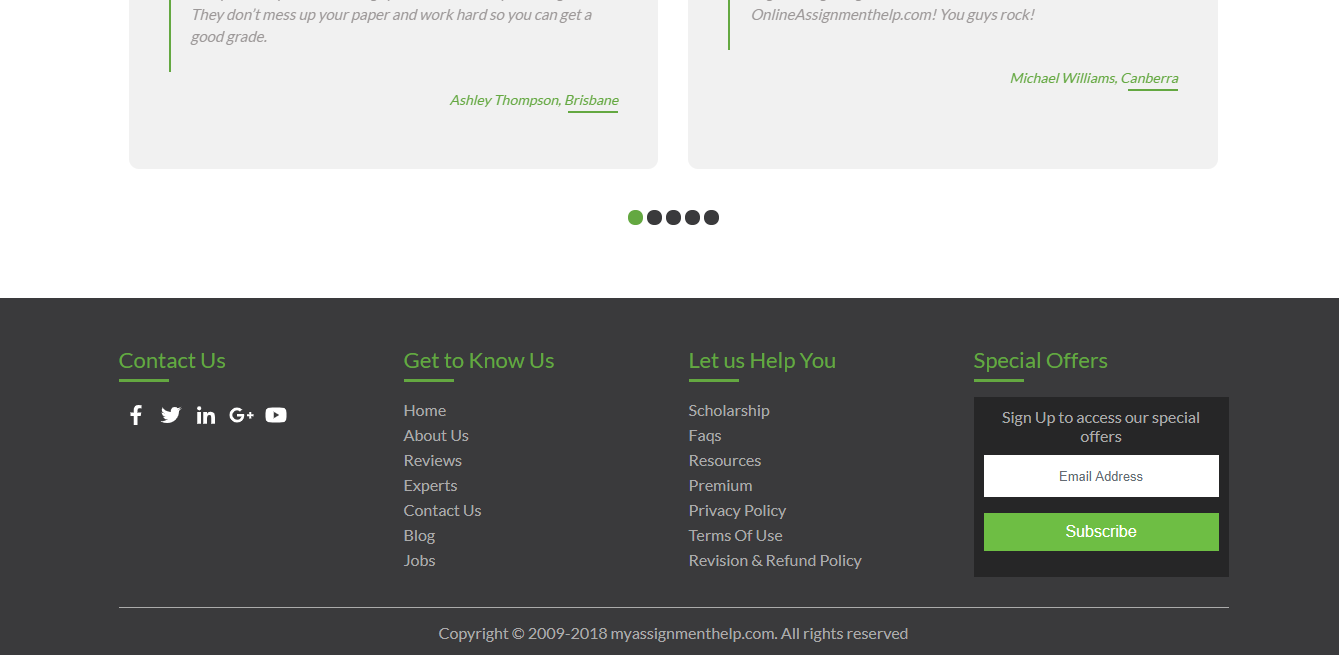 They don't mess up your paper and work hard so you can get a
good grade.
Ashley Thompson, Brisbane
OnlineAssignmenthelp.com! You guys rock!
Michael Williams, Canberra
Contact Us
Get to Know Us
Home
About Us
Reviews
Experts
Contact Us
Blog
Jobs
Let us Help You
Scholarship
Faqs
Resources
Premium
Privacy Policy
Terms Of Use
Revision & Refund Policy
Special Offers
Sign Up to access our special
offers
Email Address
Subscribe
Copyright © 2009-2018 myassignmenthelp.com. All rights reserved